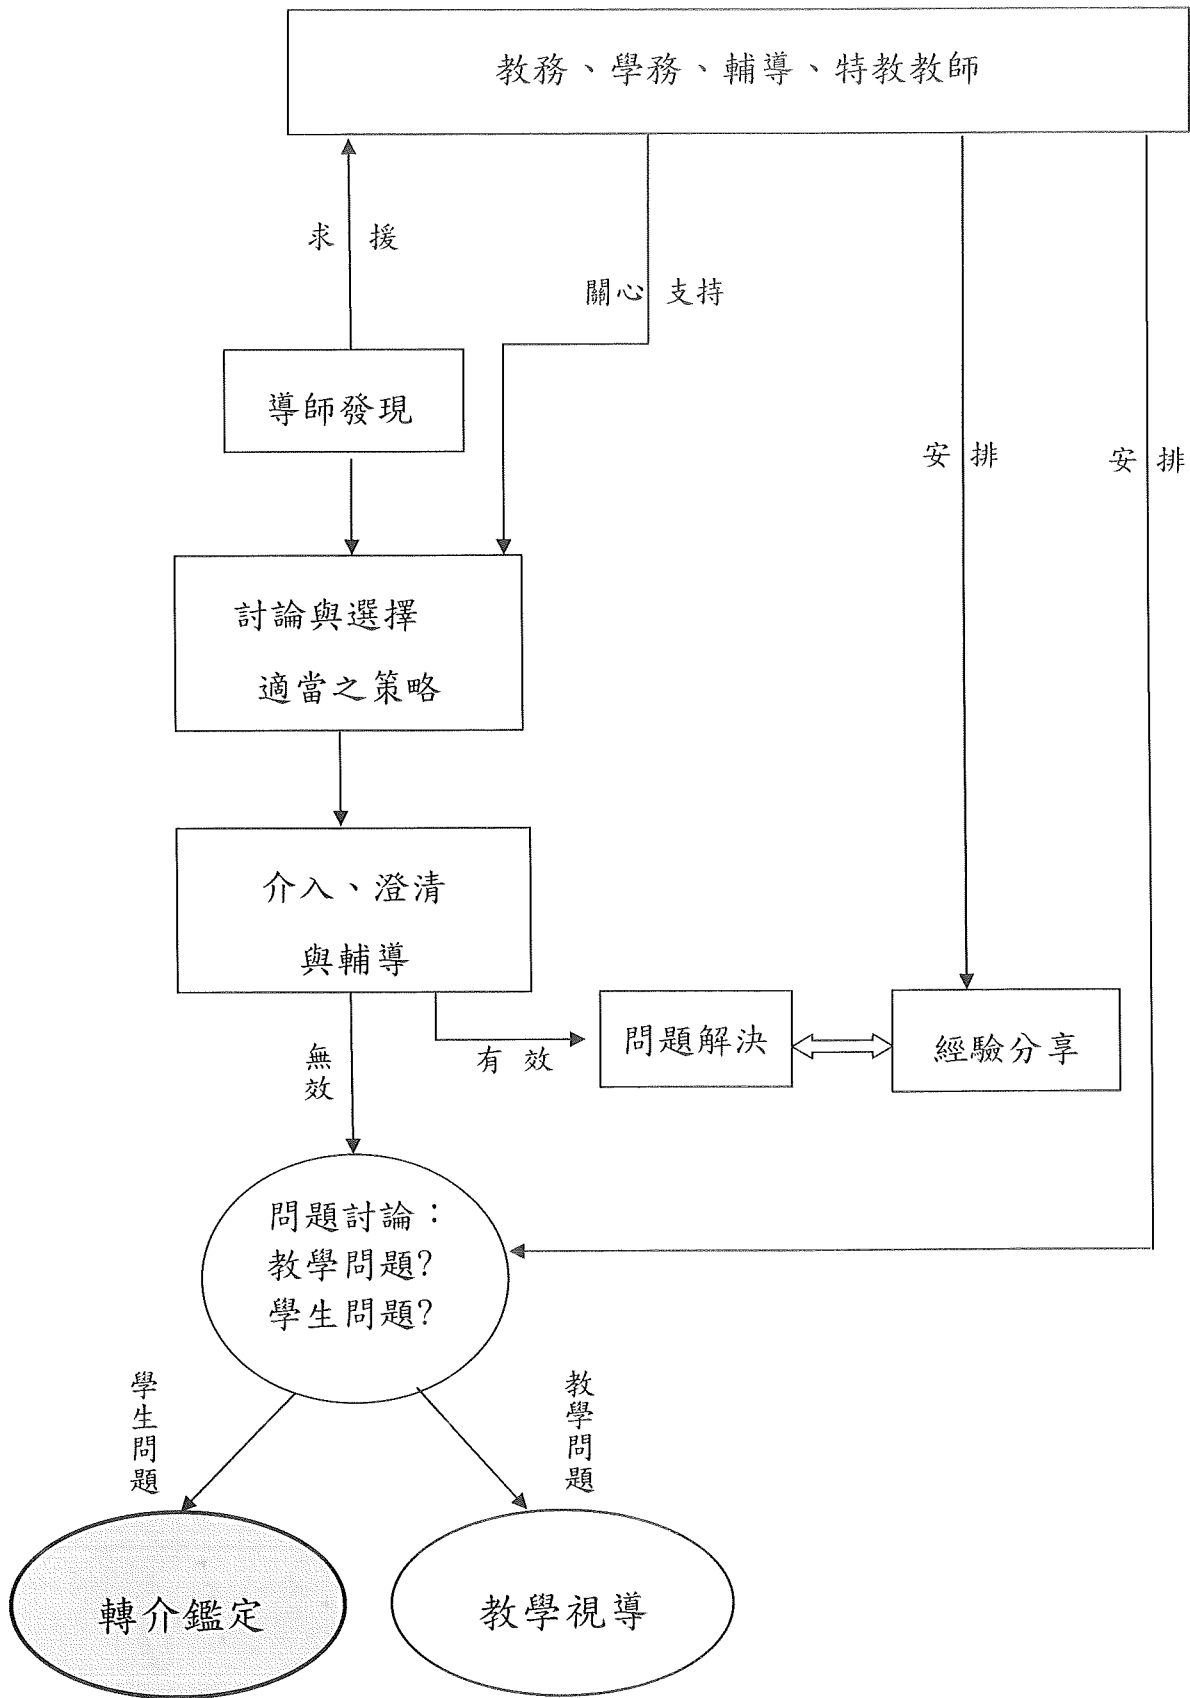 教務、學務、輔導、特教教師
求 援
關心 支持
導師發現
安 排
安 排
討論與選擇
適當之策略
介入、澄清
與輔導
無效
有 效
問題解決
經驗分享
問題討論：
教學問題?
學生問題?
學生問題
教學問題
轉介鑑定
教學視導